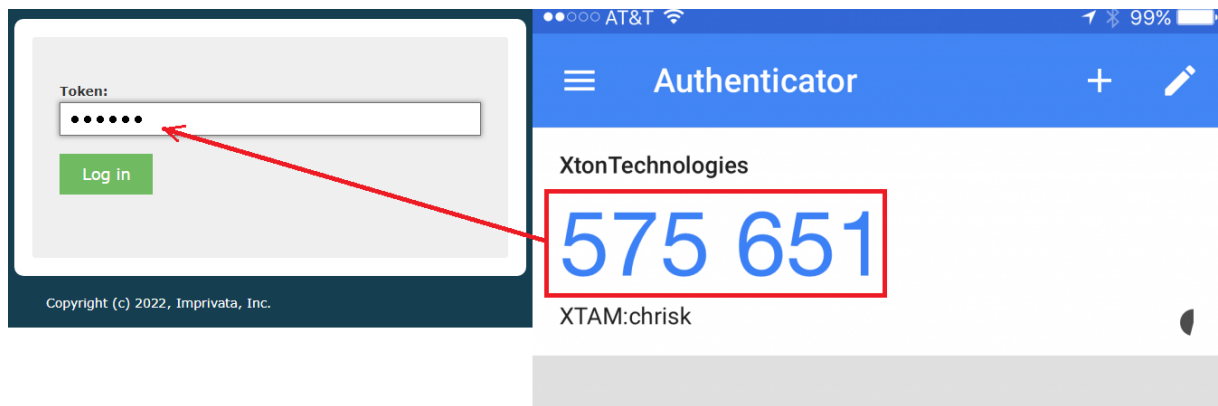 Token:
••••••
Log in
Copyright (c) 2022, Imprivata, Inc.
AT&T 99%
Authenticator
XtonTechnologies
575 651
XTAM:chrisk